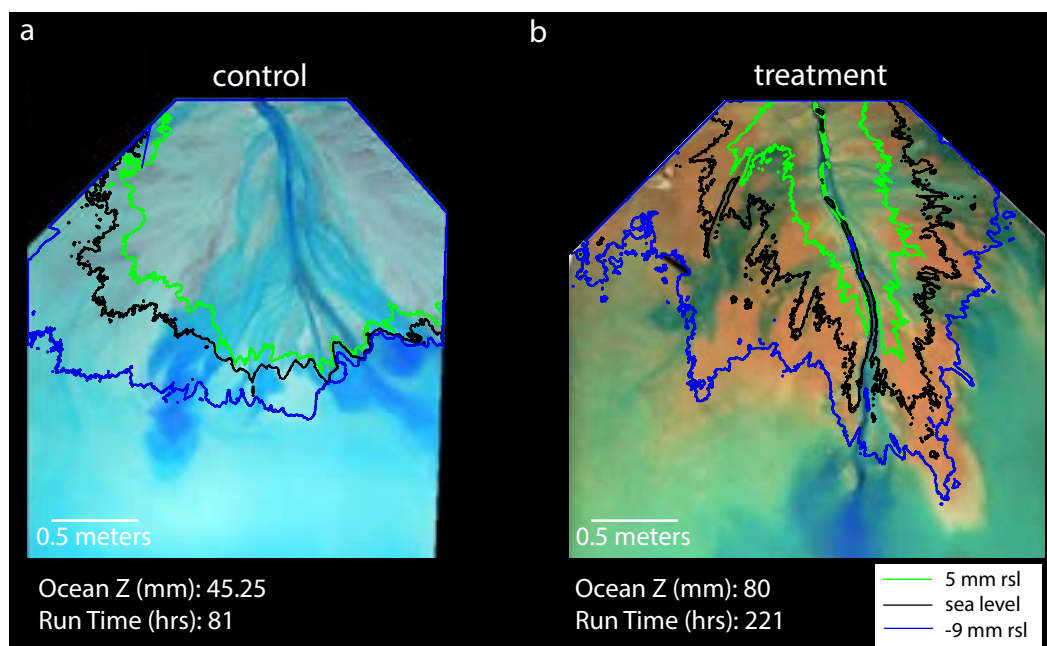 a
control
0.5 meters
Ocean Z (mm): 45.25
Run Time (hrs): 81
b
treatment
0.5 meters
Ocean Z (mm): 80
Run Time (hrs): 221
5 mm rsl
sea level
-9 mm rsl